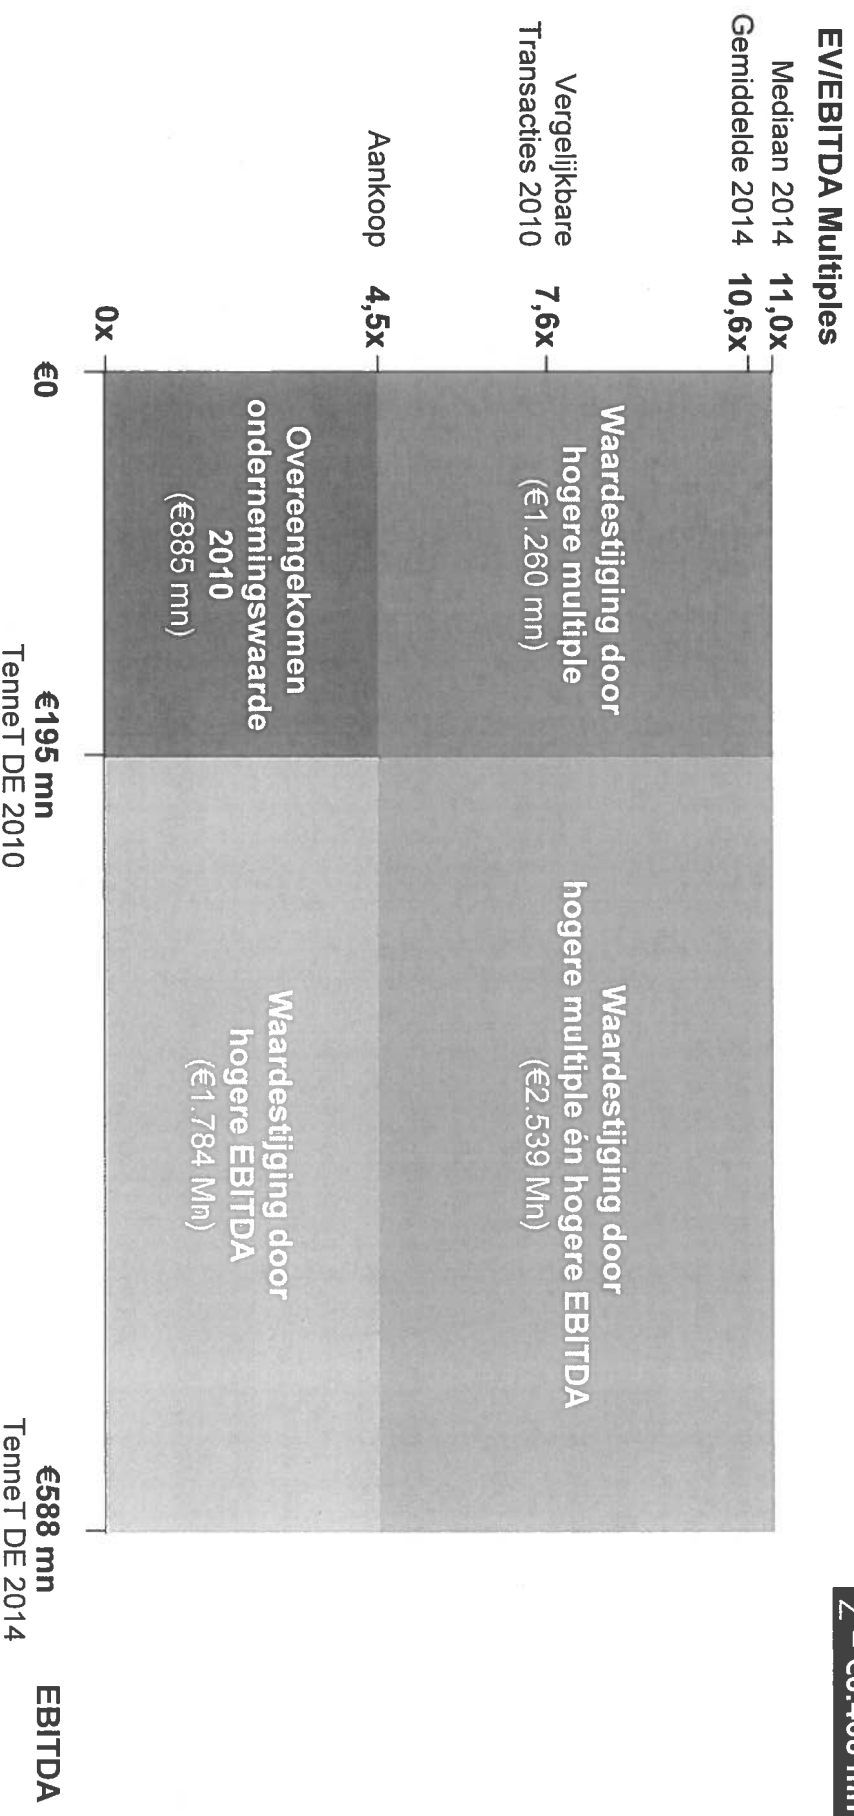 EV/EBITDA Multiples
Mediaan 2014 11,0x
Gemiddelde 2014 10,6x
Vergelijkbare
Transacties 2010 7,6x
Aankoop 4,5x
0x
Waardestijging door
hogere multiple
(€1.260 mn)
Waardestijging door
hogere multiple én hogere EBITDA
(€2.539 Mn)
Overeengekomen
ondernemingswaarde
2010
(€885 mn)
Waardestijging door
hogere EBITDA
(€1.784 Mn)
€0
€195 mn
TenneT DE 2010
€588 mn
TenneT DE 2014
EBITDA